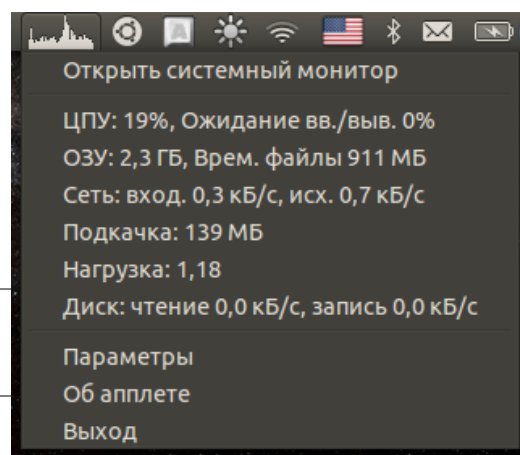 Открыть системный монитор
ЦПУ: 19%, Ожидание вв./выв. 0%
ОЗУ: 2,3 ГБ, Врем. файлы 911 МБ
Сеть: вход. 0,3 кБ/с, исх. 0,7 кБ/с
Подкачка: 139 МБ
Нагрузка: 1,18
Диск: чтение 0,0 кБ/с, запись 0,0 кБ/с
Параметры
Об апплете
Выход